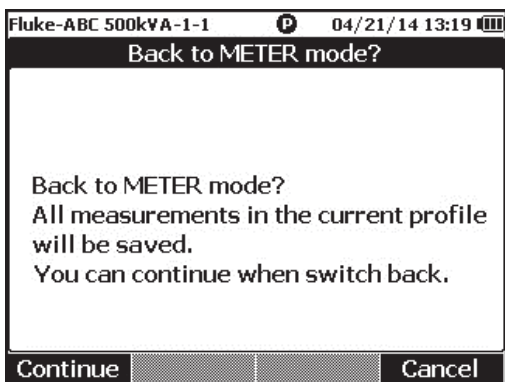 Fluke-ABC 500kVA-1-1 P 04/21/14 13:19
Back to METER mode?
Back to METER mode?
All measurements in the current profile
will be saved.
You can continue when switch back.
Continue Cancel